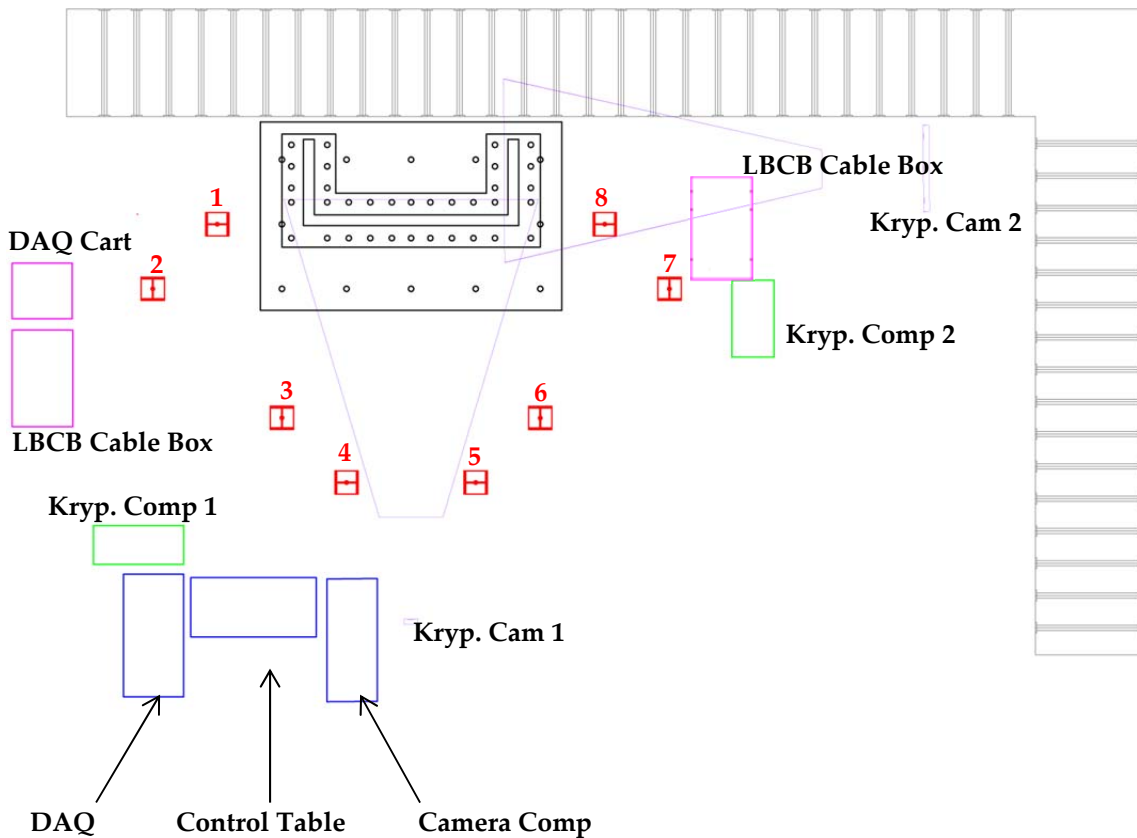 LBCB Cable Box
1
8
Kryp. Cam 2
DAQ Cart
2
7
Kryp. Comp 2
3
6
LBCB Cable Box
4
5
Kryp. Comp 1
Kryp. Cam 1
DAQ
Control Table
Camera Comp